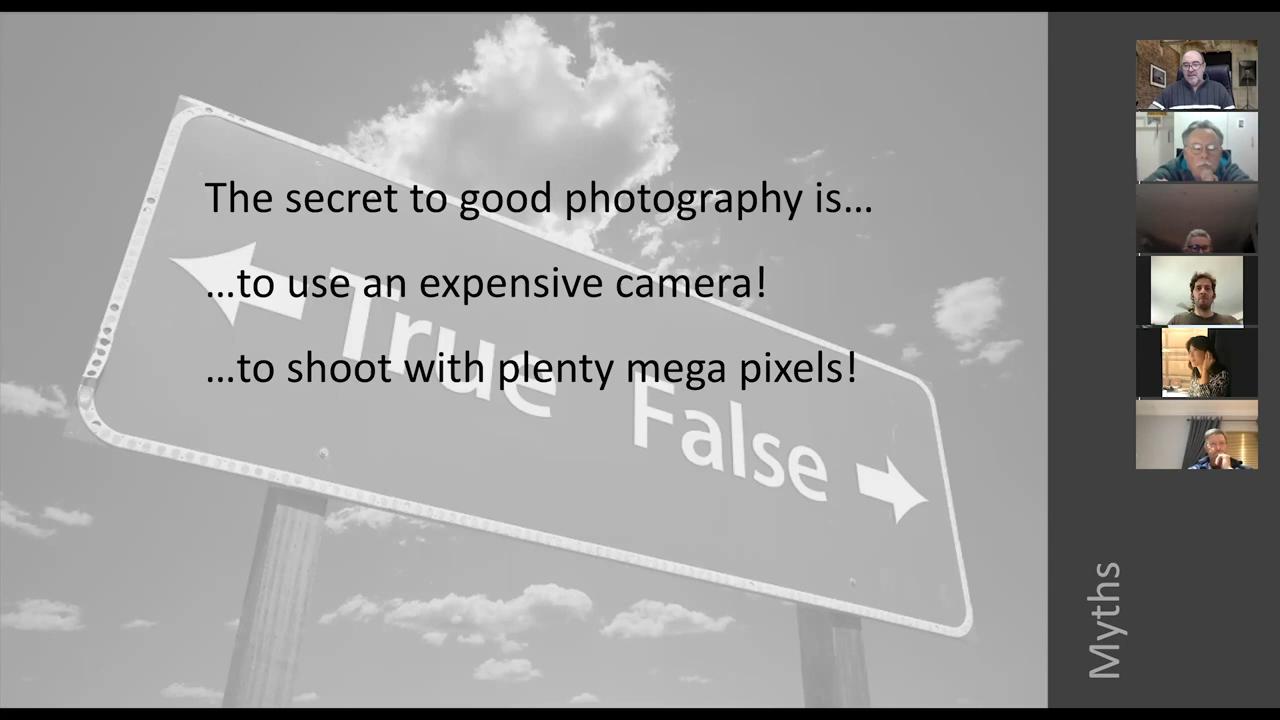 The secret to good photography is...
...to use an expensive camera!
...to shoot with plenty mega pixels!
True False
Myths